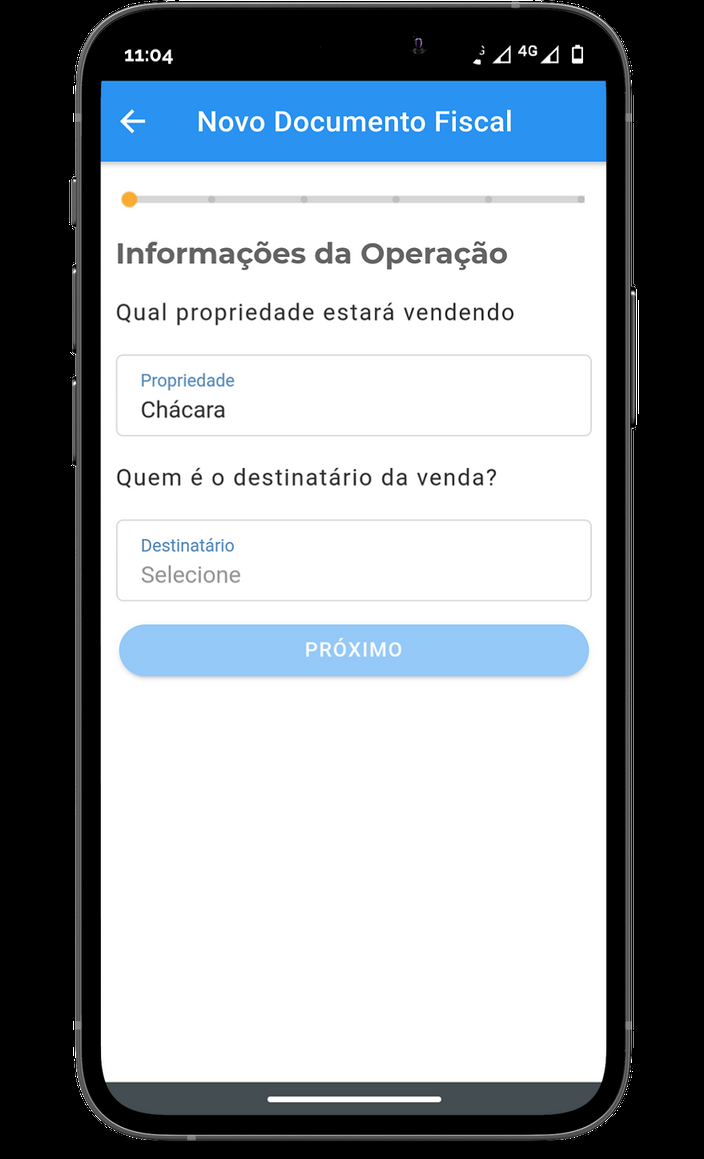 11:04
4G
Novo Documento Fiscal
Informações da Operação
Qual propriedade estará vendendo
Propriedade
Chácara
Quem é o destinatário da venda?
Destinatário
Selecione
PRÓXIMO